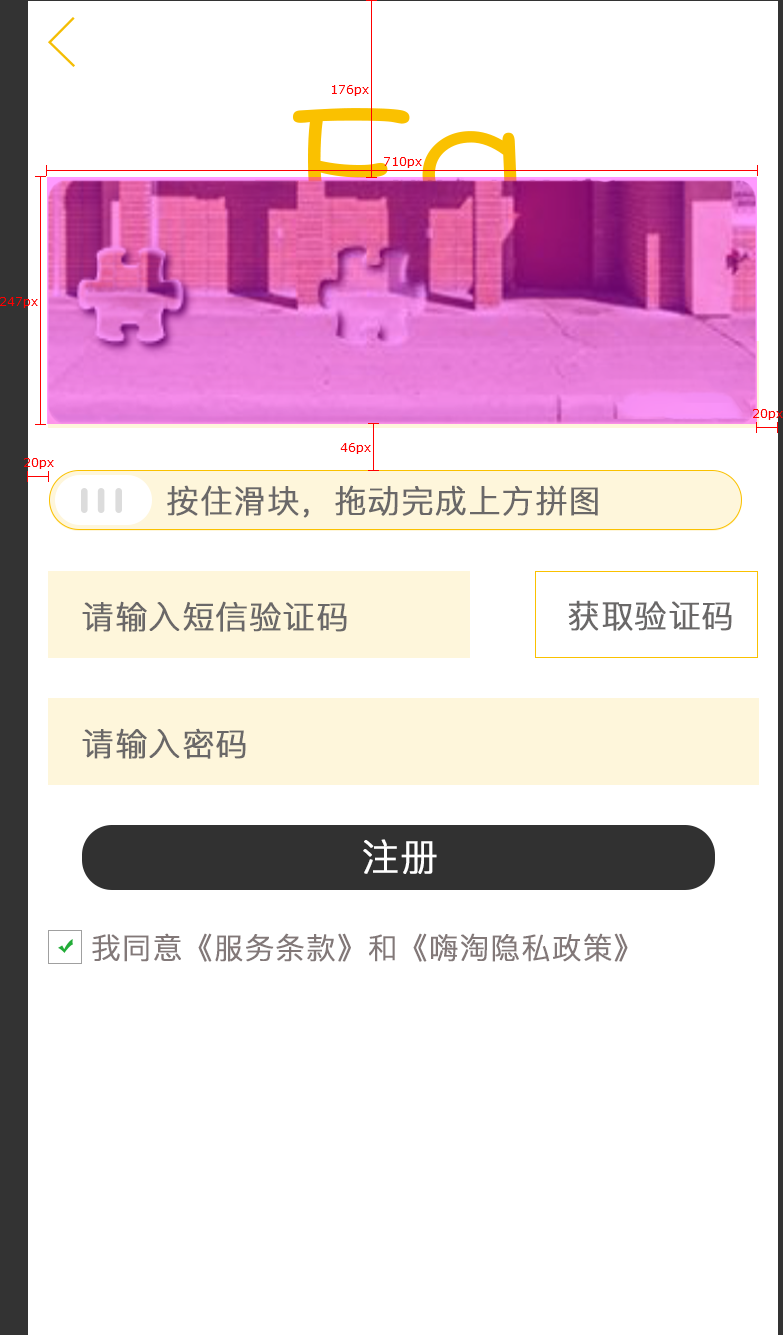 176px
Fa
710px
247px
20px
46px
20px
按住滑块，拖动完成上方拼图
请输入短信验证码
获取验证码
请输入密码
注册
我同意《服务条款》和《嗨淘隐私政策》